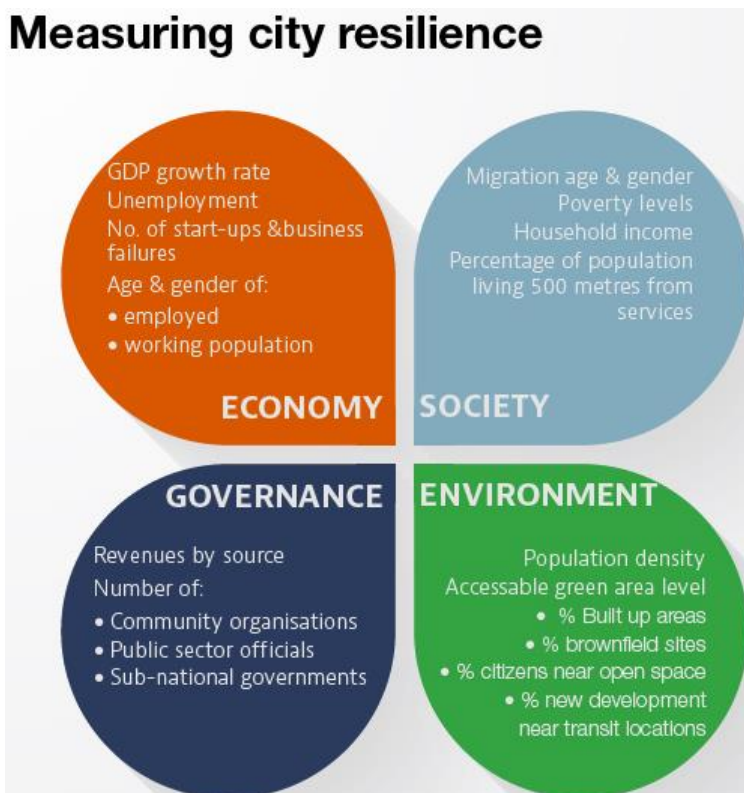 Measuring city resilience
GDP growth rate
Unemployment
No. of start-ups &business
failures
Age & gender of:
• employed
• working population
ECONOMY
Migration age & gender
Poverty levels
Household income
Percentage of population
living 500 metres from
services
SOCIETY
GOVERNANCE
Revenues by source
Number of:
• Community organisations
• Public sector officials
• Sub-national governments
ENVIRONMENT
Population density
Accessable green area level
• % Built up areas
• % brownfield sites
• % citizens near open space
• % new development
near transit locations